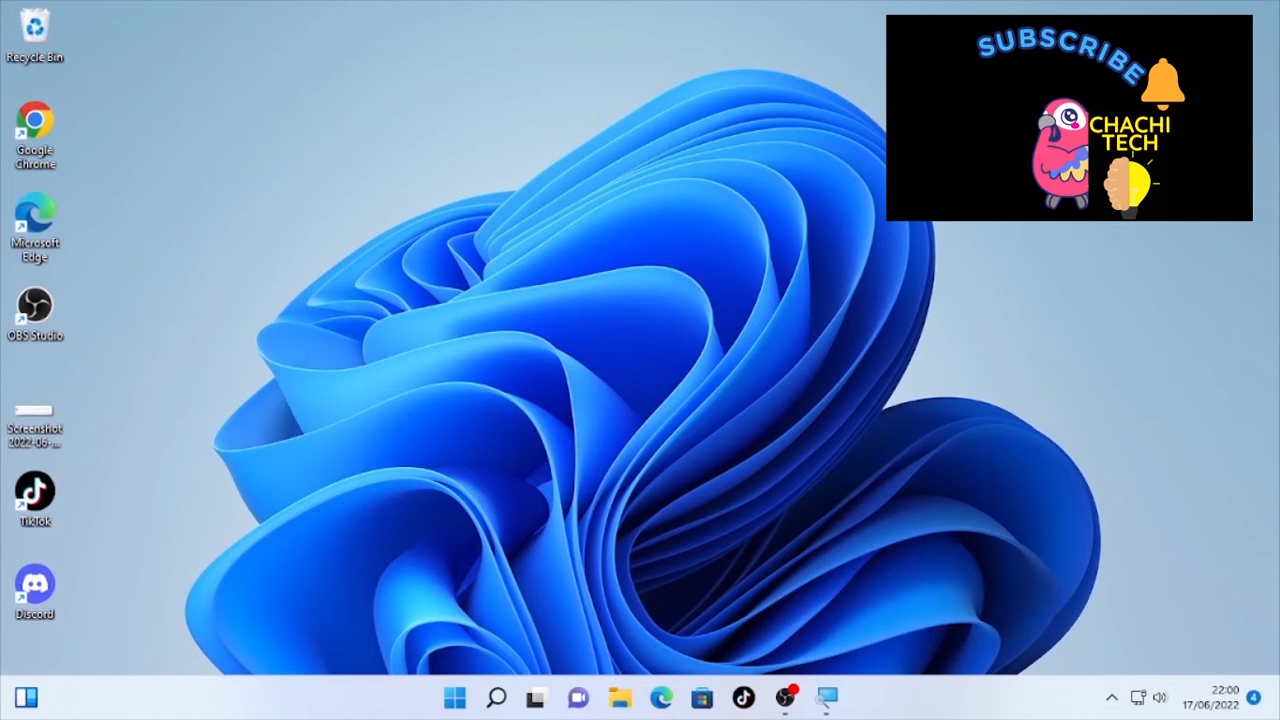 Recycle Bin
Google
Chrome
Microsoft
Edge
OBS Studio
Screenshot
2022-06-...
TikTok
Discord
SUBSCRIBE
CHACHI
TECH
22:00
17/06/2022
4